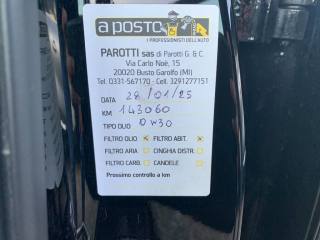 a posto
I PROFESSIONISTI DELL'AUTO
PAROTTI sas di Parotti G. & C.
Via Carlo Noè, 15
20020 Busto Garolfo (MI)
Tel. 0331-567170 - Cell. 3291277151
DATA 28/01/25
KM 143060
TIPO OLIO 0W30
FILTRO OLIO FILTRO ABIT.
FILTRO ARIA CINGHIA DISTR.
FILTRO CARB. CANDELE
Prossimo controllo a km